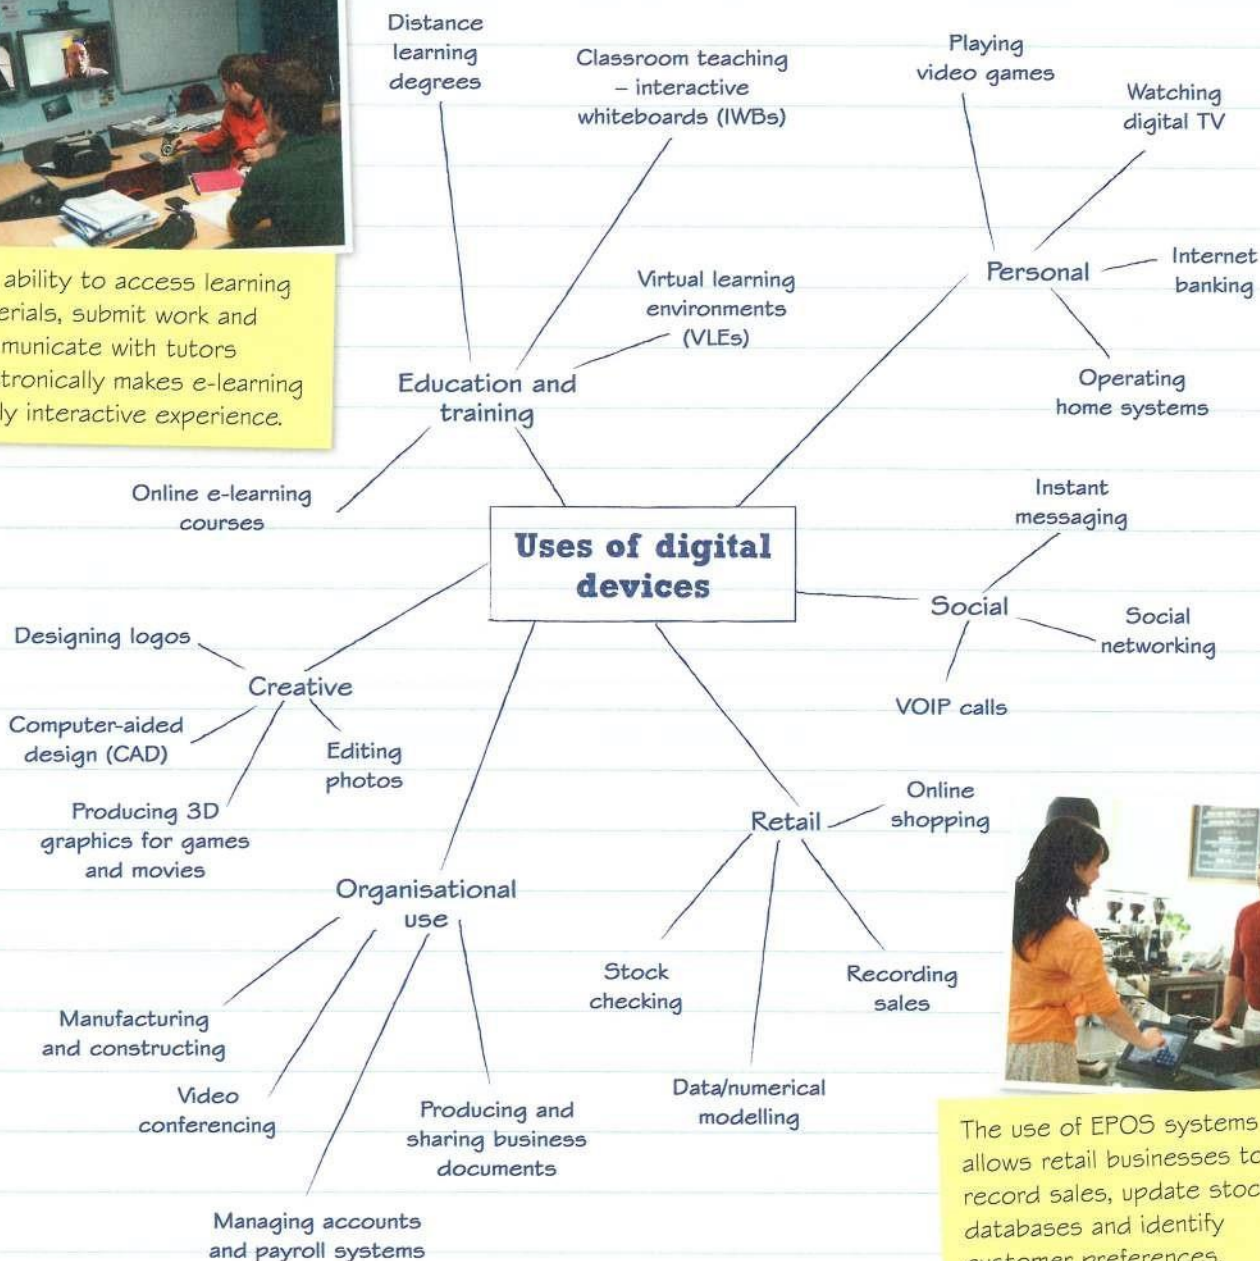 Distance
learning
degrees
Classroom teaching
– interactive
whiteboards (IWBs)
Playing
video games
Watching
digital TV
Virtual learning
environments
(VLEs)
Personal
Internet
banking
Operating
home systems
ability to access learning
submit work and
with tutors
makes e-learning
interactive experience.
Education and
training
Online e-learning
courses
Uses of digital
devices
Instant
messaging
Social
Social
networking
VOIP calls
Designing logos
Creative
Computer-aided
design (CAD)
Editing
photos
Producing 3D
graphics for games
and movies
Retail
Online
shopping
Organisational
use
Stock
checking
Recording
sales
Manufacturing
and constructing
Video
conferencing
Producing and
sharing business
documents
Data/numerical
modelling
Managing accounts
and payroll systems
The use of EPOS systems
allows retail businesses to
record sales, update
databases and identify
customer preferences